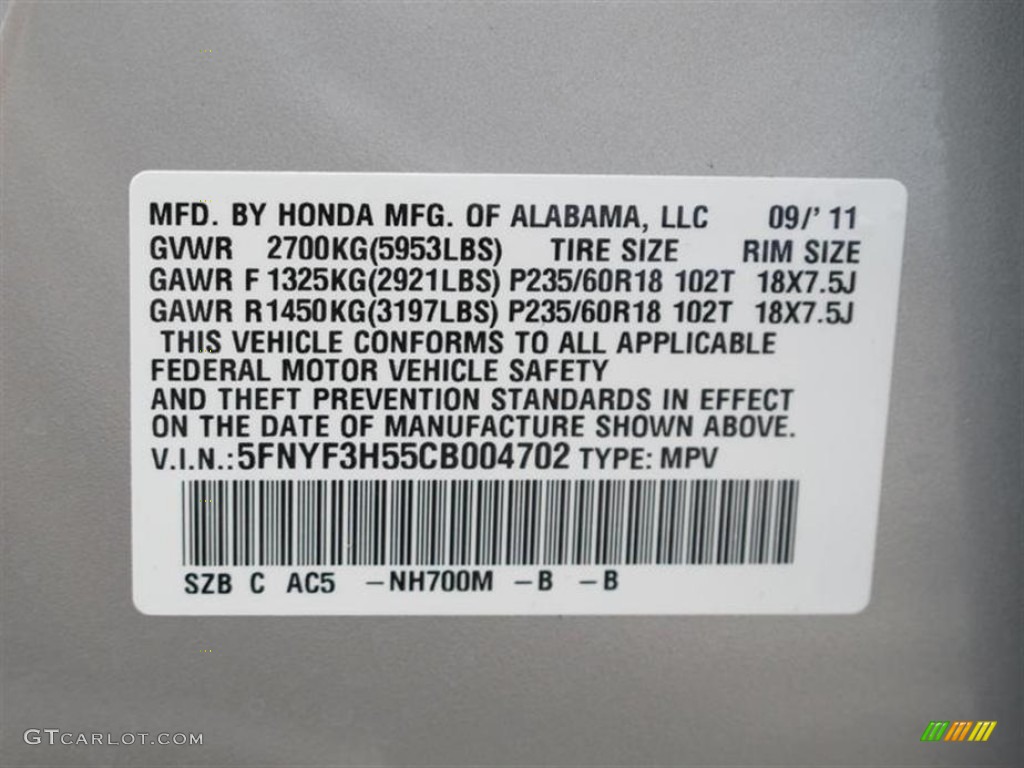 MFD. BY HONDA MFG. OF ALABAMA, LLC 09/' 11
GVWR 2700KG(5953LBS) TIRE SIZE RIM SIZE
GAWR F 1325KG(2921LBS) P235/60R18 102T 18X7.5J
GAWR R1450KG(3197LBS) P235/60R18 102T 18X7.5J
THIS VEHICLE CONFORMS TO ALL APPLICABLE
FEDERAL MOTOR VEHICLE SAFETY
AND THEFT PREVENTION STANDARDS IN EFFECT
ON THE DATE OF MANUFACTURE SHOWN ABOVE.
V.I.N.:5FNYF3H55CB004702 TYPE: MPV
SZB C AC5 –NH700M –B –B
GTCARLOT.COM